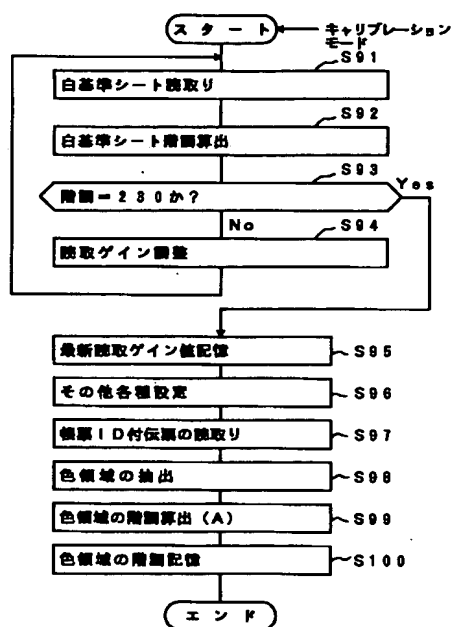 スタート
キャリブレーション
モード
S91
白基準シート読取り
S92
白基準シート階調算出
S93
階調=230か?
Yes
No
S94
読取ゲイン調整
最新読取ゲイン値記憶
S95
その他各種設定
S96
帳票ID付伝票の読取り
S97
色領域の抽出
S98
色領域の階調算出(A)
S99
色領域の階調記憶
S100
エンド